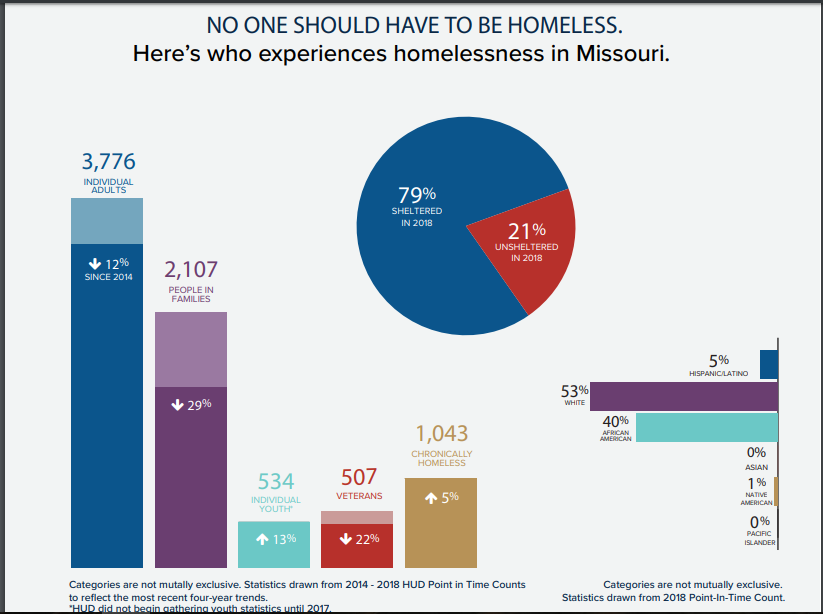 NO ONE SHOULD HAVE TO BE HOMELESS.
Here's who experiences homelessness in Missouri.
3,776
INDIVIDUAL
ADULTS
↓ 12%
SINCE 2014
2,107
PEOPLE IN
FAMILIES
↓ 29%
534
INDIVIDUAL
YOUTH*
↑ 13%
507
VETERANS
↓ 22%
1,043
CHRONICALLY
HOMELESS
↑ 5%
79%
SHELTERED
IN 2018
21%
UNSHELTERED
IN 2018
5%
HISPANIC/LATINO
53%
WHITE
40%
AFRICAN
AMERICAN
0%
ASIAN
1%
NATIVE
AMERICAN
0%
PACIFIC
ISLANDER
Categories are not mutally exclusive. Statistics drawn from 2014 - 2018 HUD Point in Time Counts
to reflect the most recent four-year trends.
*HUD did not begin gathering youth statistics until 2017.
Categories are not mutually exclusive.
Statistics drawn from 2018 Point-In-Time Count.